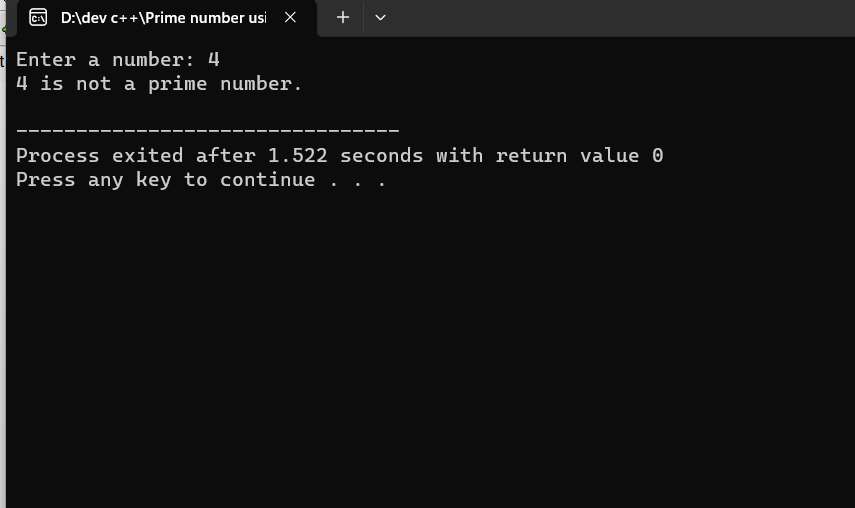 D:\dev c++\Prime number usi
Enter a number: 4
4 is not a prime number.
--------------------------------
Process exited after 1.522 seconds with return value 0
Press any key to continue . . .